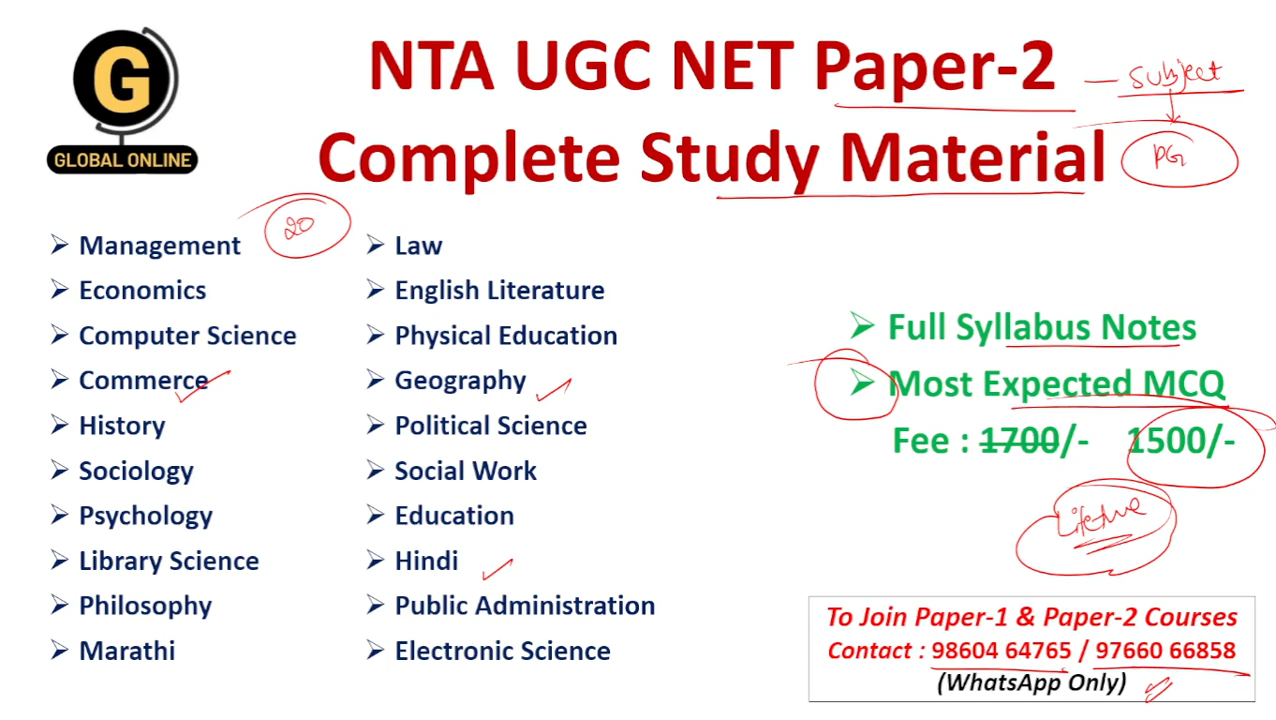 G
GLOBAL ONLINE
NTA UGC NET Paper-2
Subject
Complete Study Material
PG
20
Management
Economics
Computer Science
Commerce
History
Sociology
Psychology
Library Science
Philosophy
Marathi
Law
English Literature
Physical Education
Geography
Political Science
Social Work
Education
Hindi
Public Administration
Electronic Science
Full Syllabus Notes
Most Expected MCQ
Fee : 1700/- 1500/-
Lifetime
To Join Paper-1 & Paper-2 Courses
Contact : 98604 64765 / 97660 66858
(WhatsApp Only)